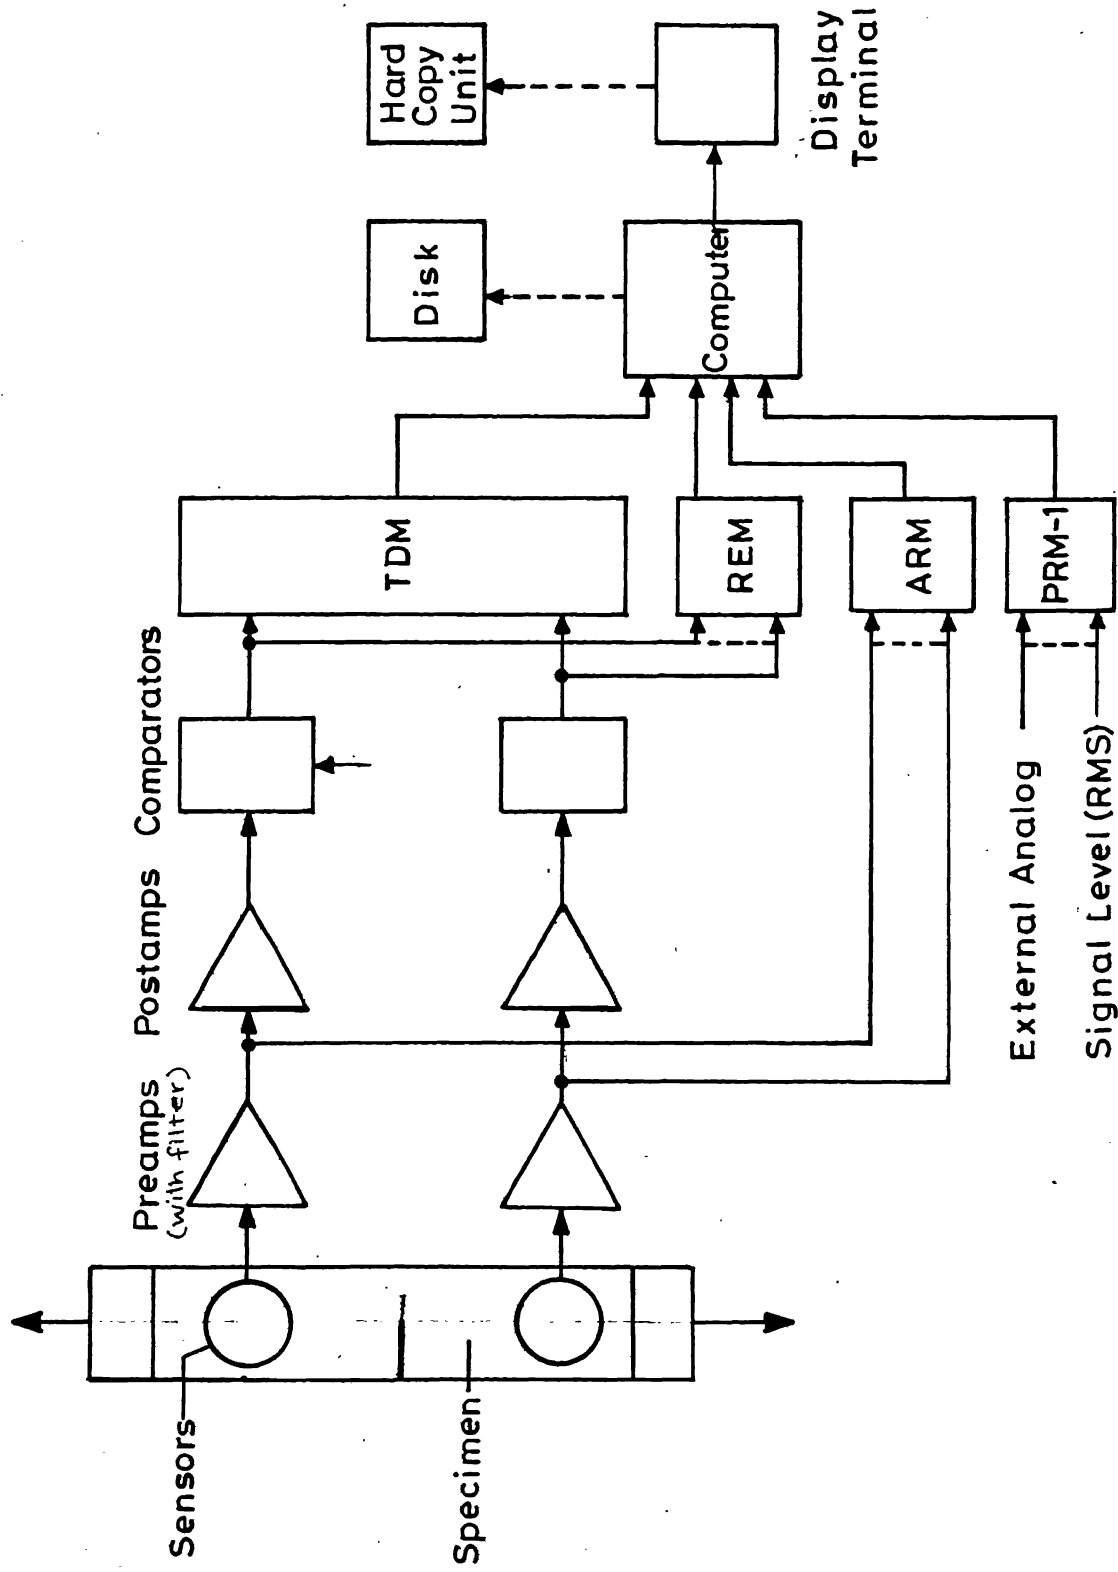 Sensors
Specimen
Preamps
(with filter)
Postamps
Comparators
TDM
REM
ARM
PRM-1
External Analog
Signal Level (RMS)
Computer
Disk
Hard
Copy
Unit
Display
Terminal